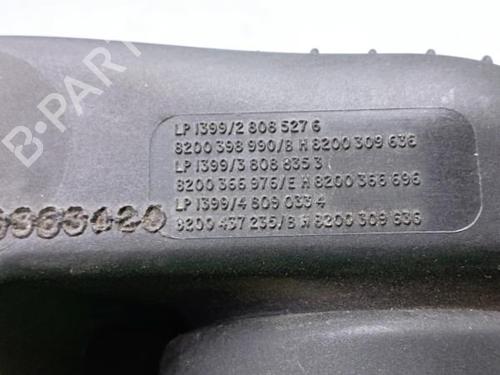 B-PARTS
LP 1399/2 808 527 6
8200 398 990/B H 8200 309 636
LP 1399/3 808 835 3
8200 366 976/E H 8200 366 696
LP 1399/4 809 033 4
8200 437 235/B H 8200 309 636